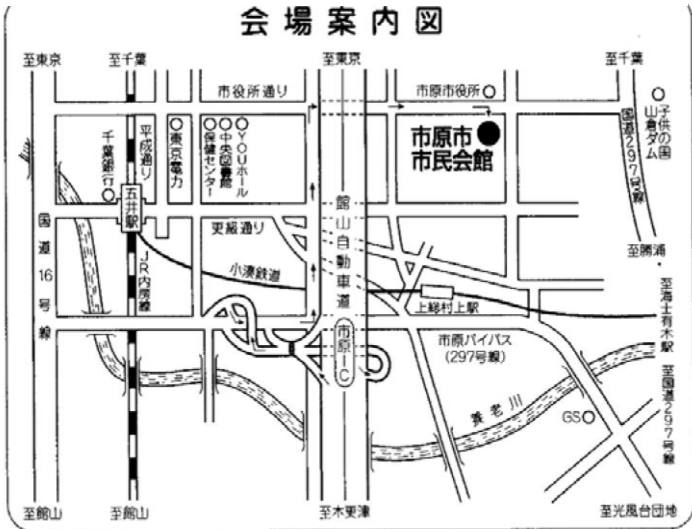 会場案内図
至東京
至千葉
至東京
至千葉
市役所通り
市原市役所
子供の国
山倉ダム
国道297号線
市原市
市民会館
千葉銀行
平成通り
東京電力
YOUホール
中央図書館
保健センター
五井駅
更級通り
館山自動車道
国道16号線
JR内房線
小湊鉄道
上総村上駅
至勝浦
至海士有木駅
市原IC
市原バイパス
(297号線)
至国道297号線
養老川
GS
至館山
至館山
至木更津
至光風台団地